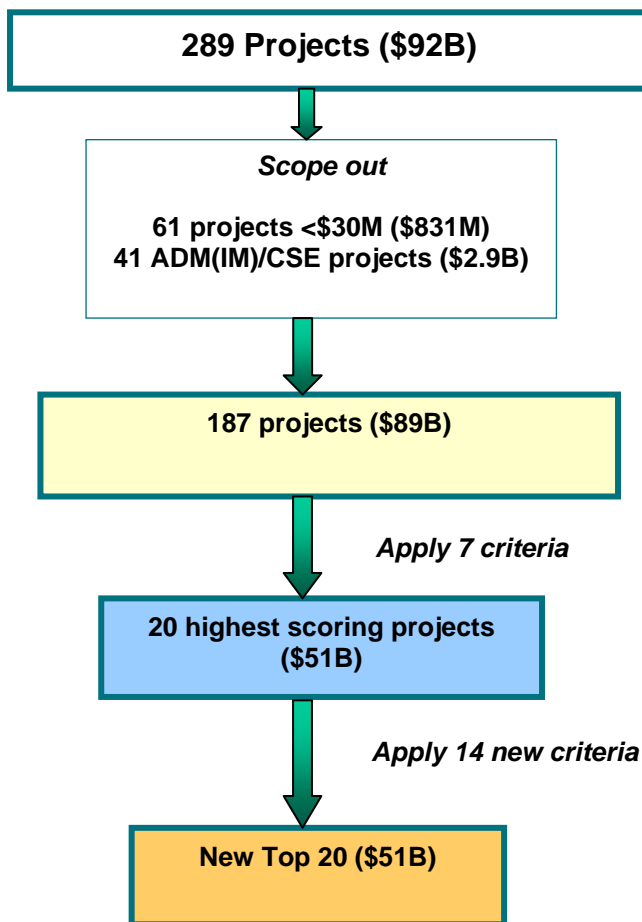 289 Projects ($92B)
Scope out
61 projects <$30M ($831M)
41 ADM(IM)/CSE projects ($2.9B)
187 projects ($89B)
Apply 7 criteria
20 highest scoring projects
($51B)
Apply 14 new criteria
New Top 20 ($51B)